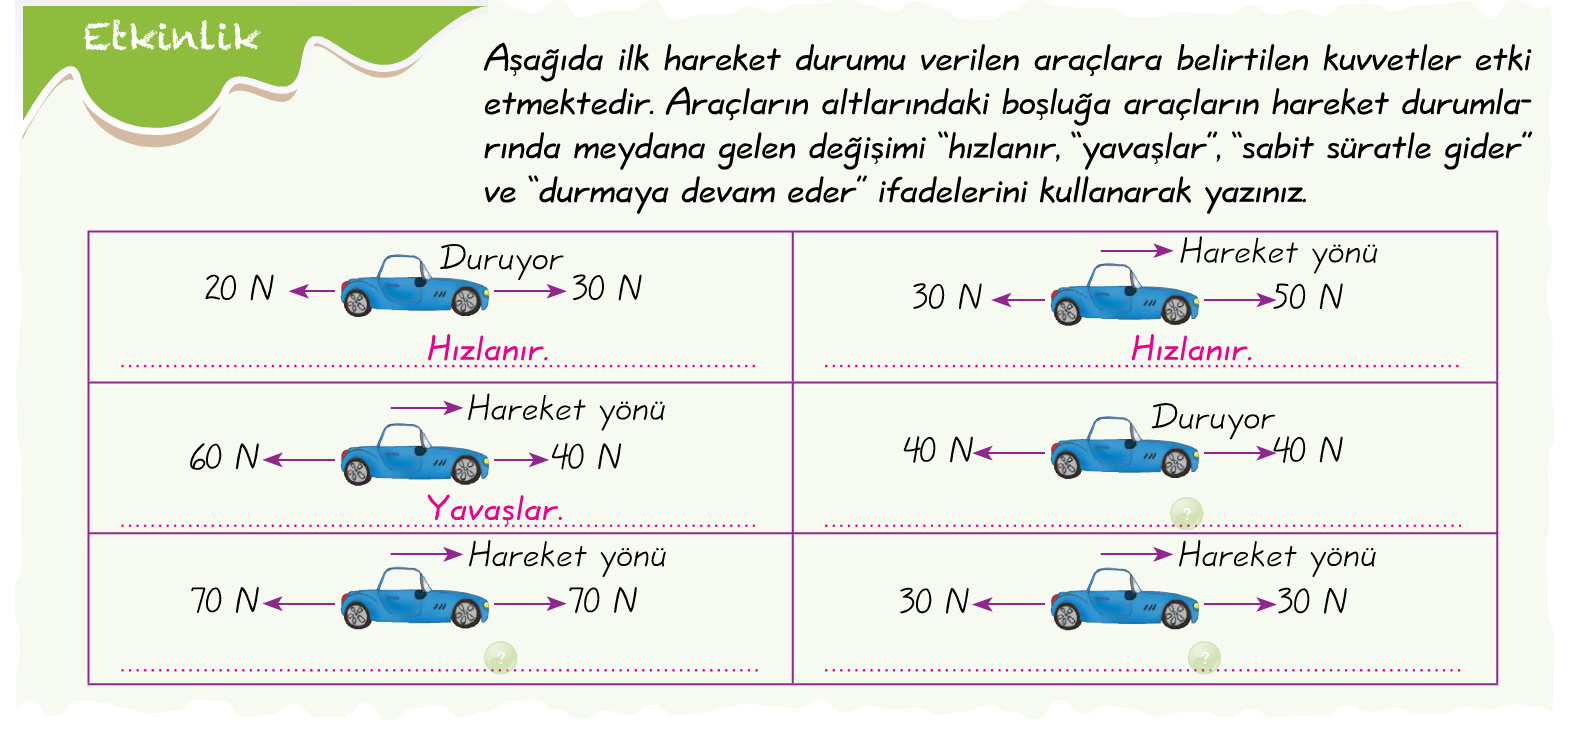 Etkinlik
Aşağıda ilk hareket durumu verilen araçlara belirtilen kuvvetler etki
etmektedir. Araçların altlarındaki boşluğa araçların hareket durumla-
rında meydana gelen değişimi “hızlanır, “yavaşlar”, “sabit süratle gider”
ve “durmaya devam eder” ifadelerini kullanarak yazınız.
Duruyor
20 N 30 N
Hızlanır.
Hareket yönü
30 N 50 N
Hızlanır.
Hareket yönü
60 N 40 N
Yavaşlar.
Duruyor
40 N 40 N
?
Hareket yönü
70 N 70 N
?
Hareket yönü
30 N 30 N
?